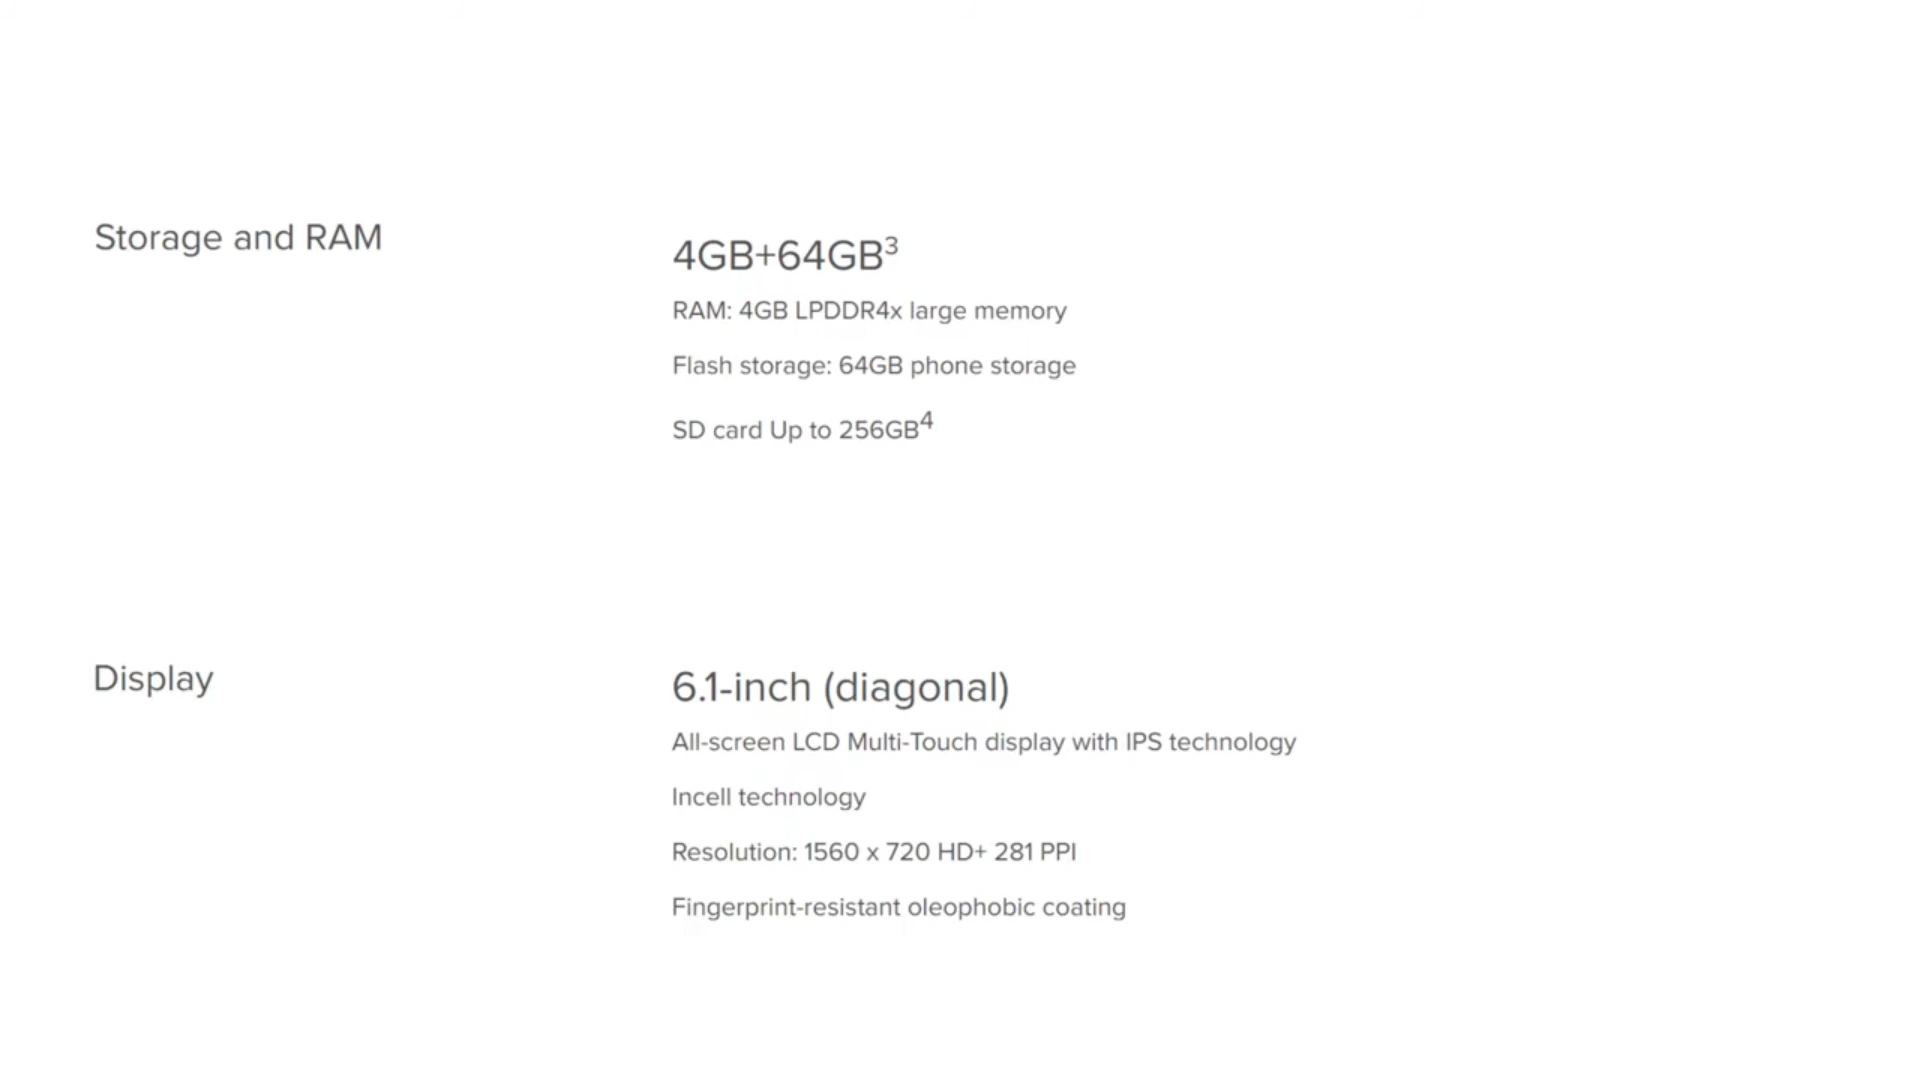 Storage and RAM
4GB+64GB³
RAM: 4GB LPDDR4x large memory
Flash storage: 64GB phone storage
SD card Up to 256GB⁴
Display
6.1-inch (diagonal)
All-screen LCD Multi-Touch display with IPS technology
Incell technology
Resolution: 1560 x 720 HD+ 281 PPI
Fingerprint-resistant oleophobic coating